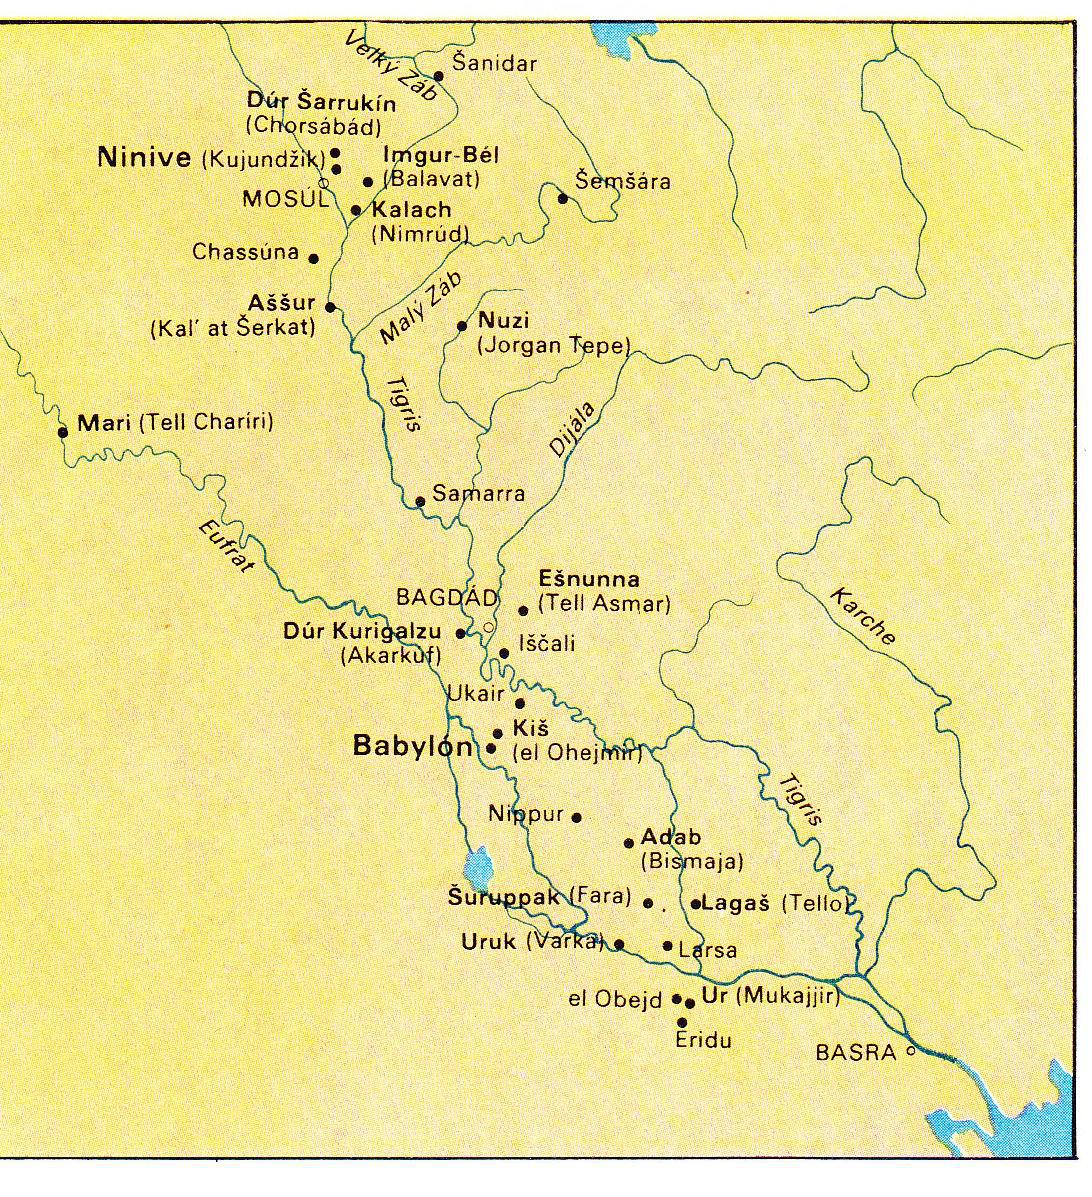 Velký Záb
Šanidar
Dúr Šarrukín
(Chorsábád)
Ninive (Kujundžik)
Imgur-Bél
(Balavat)
MOSÚL
Šemšára
Kalach
(Nimrúd)
Chassúna
Aššur
(Kal' at Šerkat)
Malý Záb
Nuzi
(Jorgan Tepe)
Tigris
Dijála
Mari (Tell Charíri)
Samarra
Eufrat
Ešnunna
(Tell Asmar)
BAGDÁD
Karche
Dúr Kurigalzu
(Akarkuf)
Iščali
Ukair
Kiš
(el Ohejmir)
Babylón
Tigris
Nippur
Adab
(Bismaja)
Šuruppak (Fara)
Lagaš (Tello)
Uruk (Varka)
Larsa
el Obejd
Ur (Mukajjir)
Eridu
BASRA